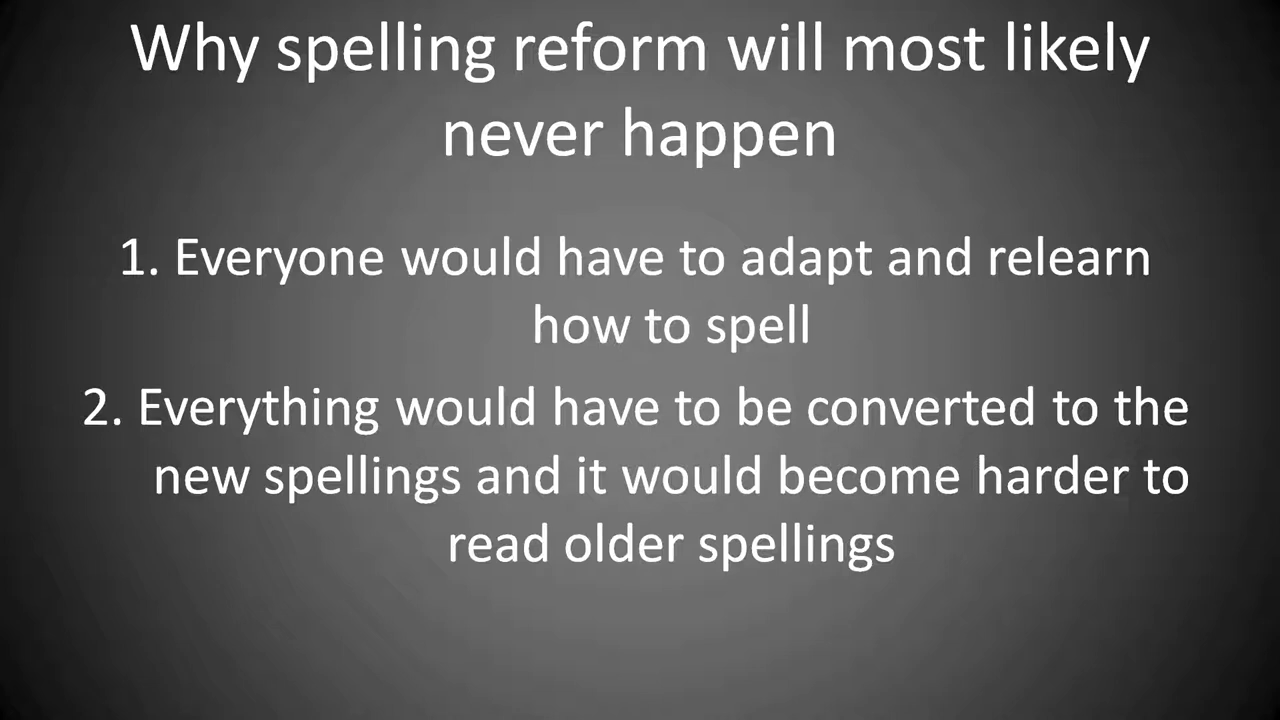 Why spelling reform will most likely
never happen
1. Everyone would have to adapt and relearn
how to spell
2. Everything would have to be converted to the
new spellings and it would become harder to
read older spellings